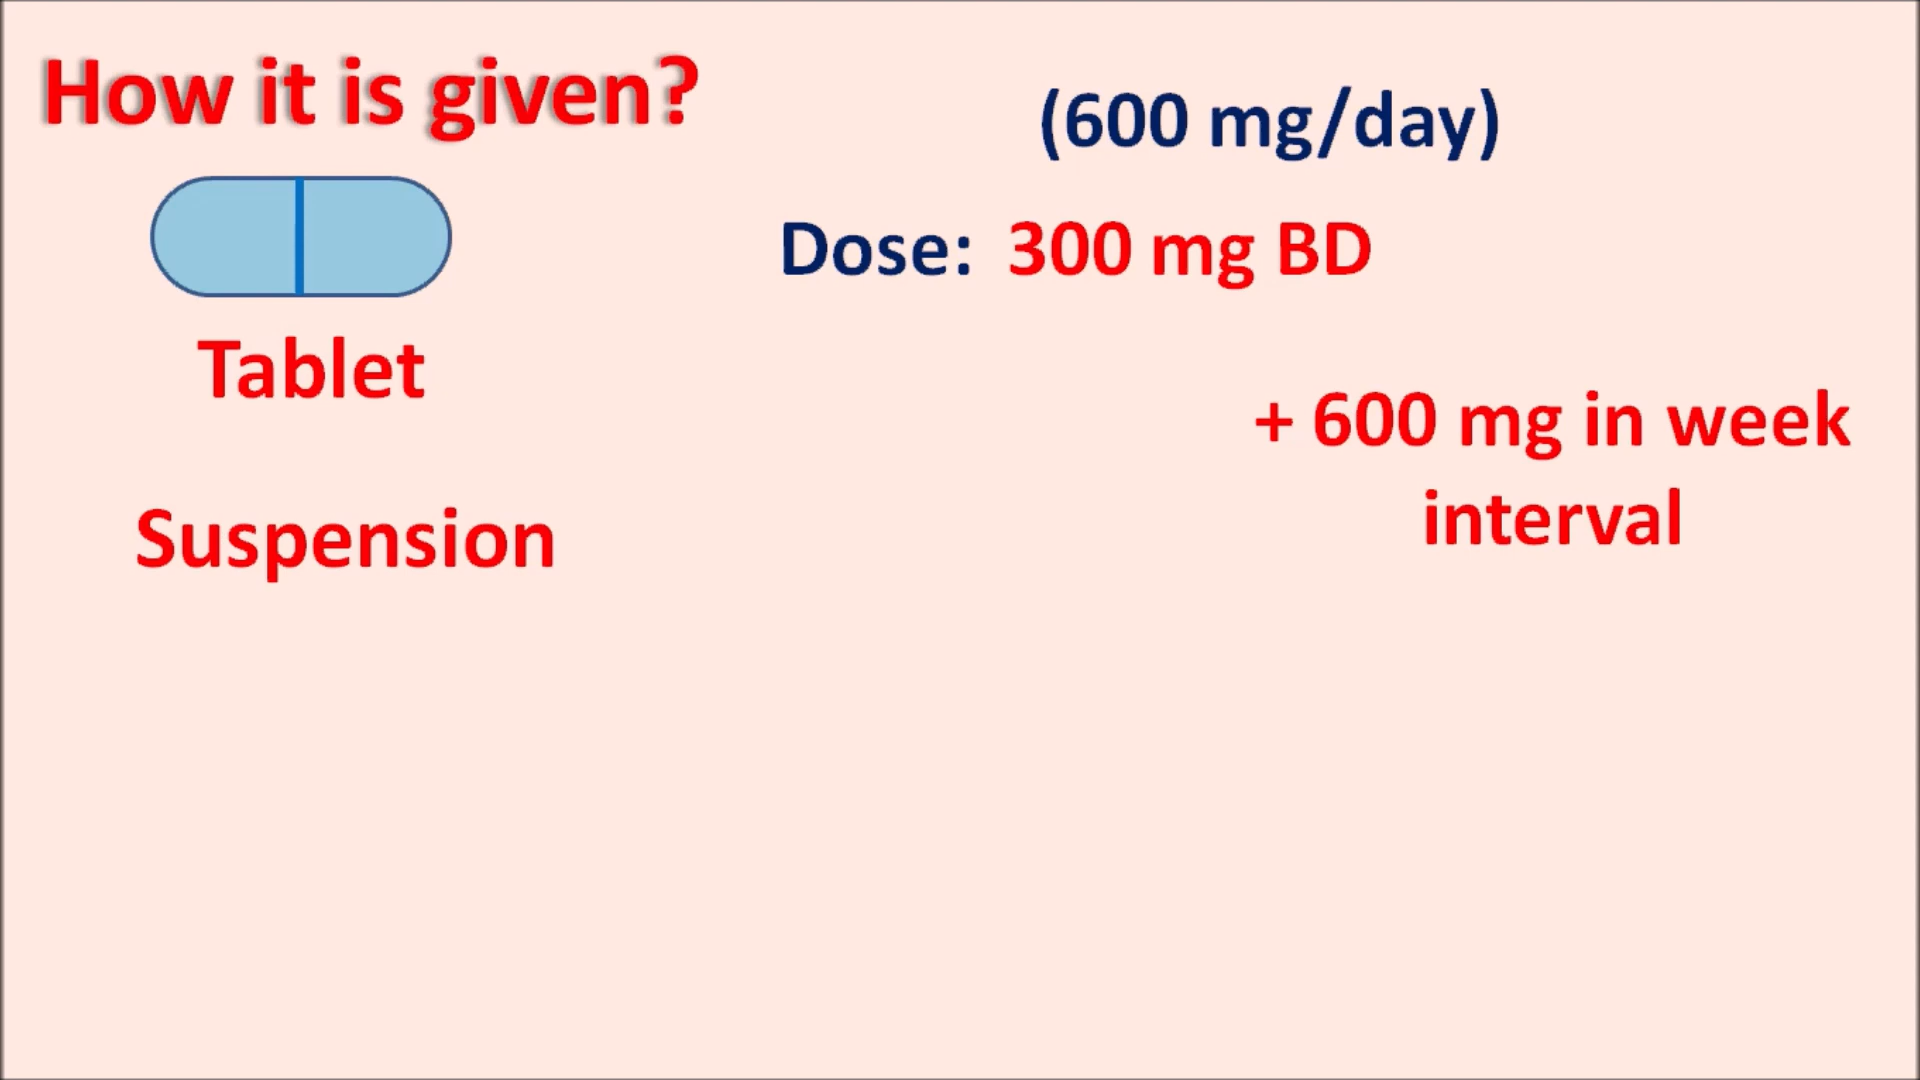 How it is given?
Tablet
Suspension
(600 mg/day)
Dose: 300 mg BD
+ 600 mg in week
interval